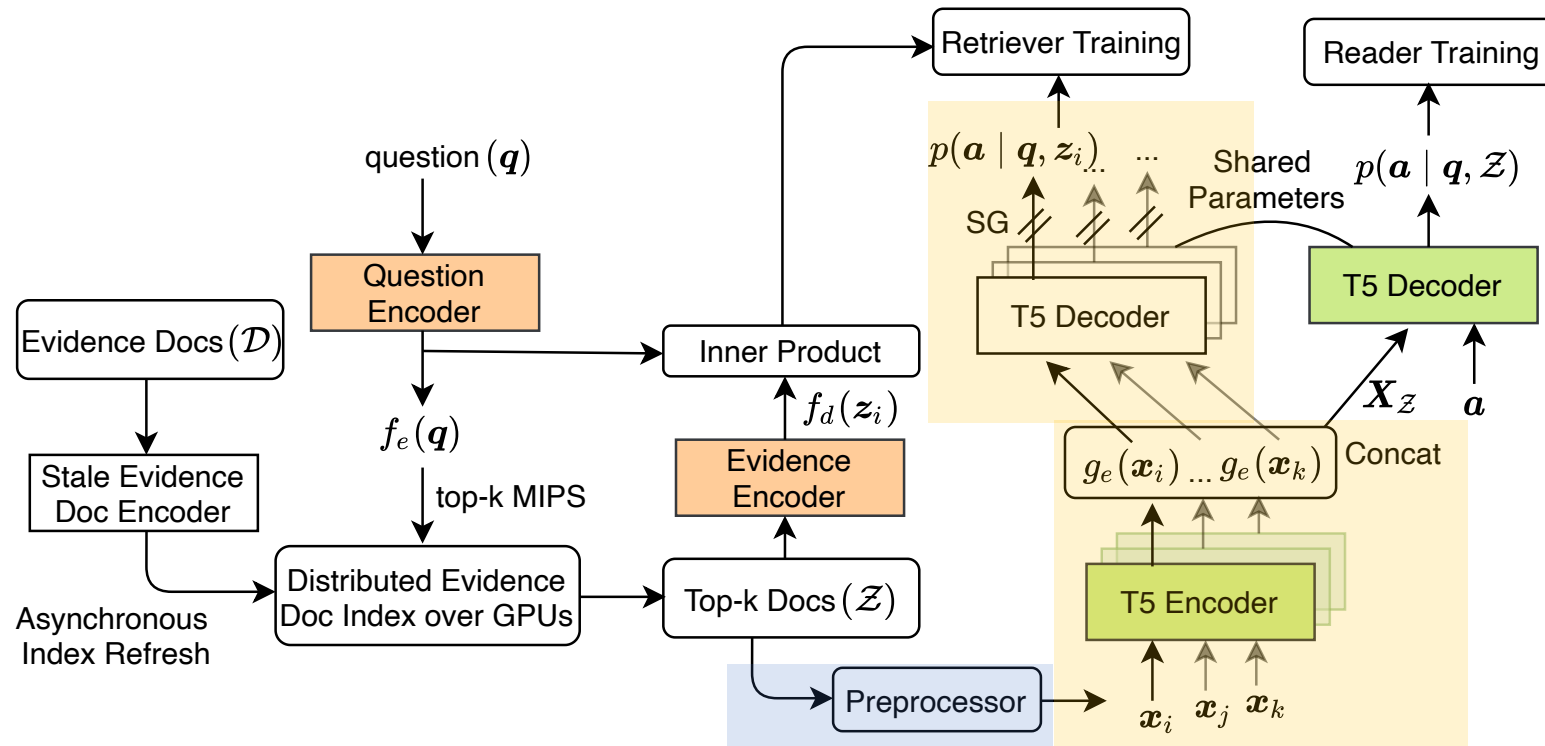 Retriever Training
Reader Training
question (q)
p(a | q, z_i)
...
...
Shared
Parameters
p(a | q, Z)
SG
Question
Encoder
T5 Decoder
T5 Decoder
Evidence Docs (D)
Inner Product
f_e(q)
f_d(z_i)
X_Z
a
Stale Evidence
Doc Encoder
top-k MIPS
Evidence
Encoder
g_e(x_i) ... g_e(x_k)
Concat
Distributed Evidence
Doc Index over GPUs
Top-k Docs (Z)
T5 Encoder
Asynchronous
Index Refresh
Preprocessor
x_i x_j x_k